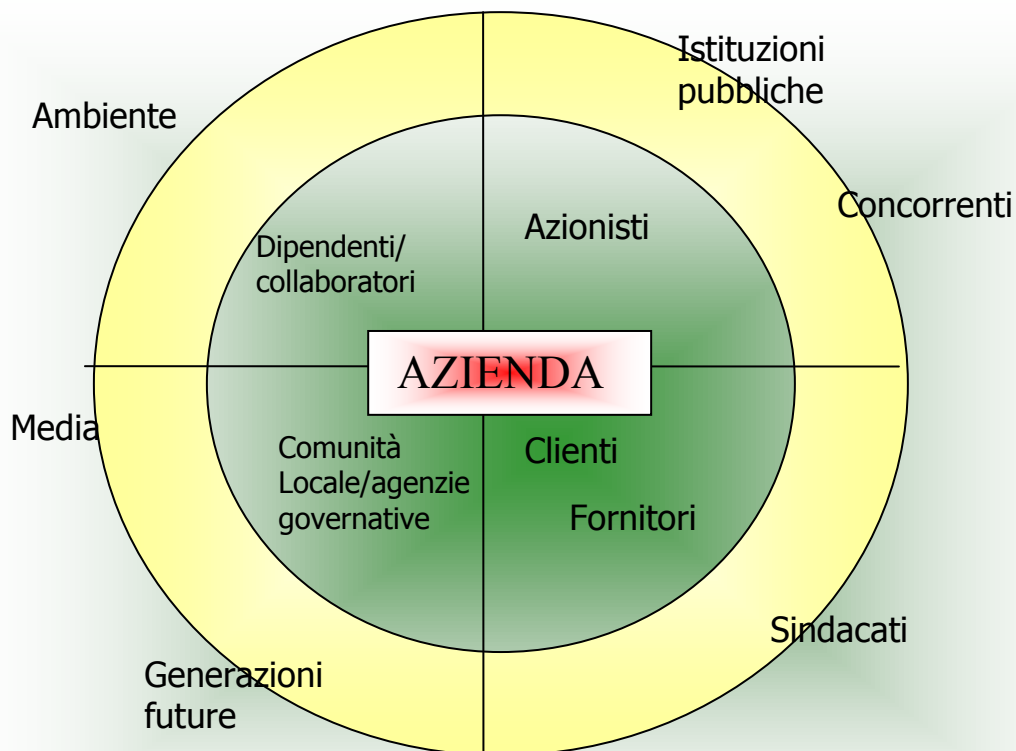 Istituzioni
pubbliche
Ambiente
Concorrenti
Azionisti
Dipendenti/
collaboratori
AZIENDA
Media
Comunità
Locale/agenzie
governative
Clienti
Fornitori
Sindacati
Generazioni
future